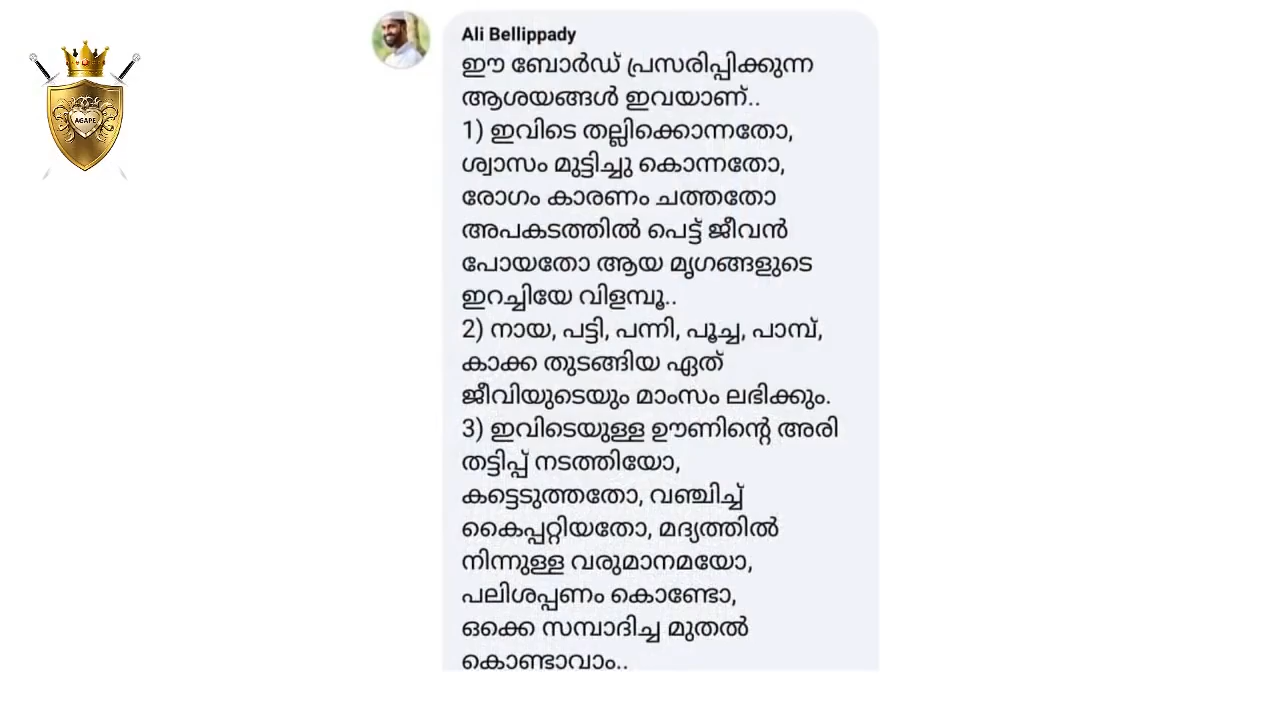 AGAPE
Ali Bellippady
ഈ ബോർഡ് പ്രസരിപ്പിക്കുന്ന
ആശയങ്ങൾ ഇവയാണ്..
1) ഇവിടെ തല്ലിക്കൊന്നതോ,
ശ്വാസം മുട്ടിച്ചു കൊന്നതോ,
രോഗം കാരണം ചത്തതോ
അപകടത്തിൽ പെട്ട് ജീവൻ
പോയതോ ആയ മൃഗങ്ങളുടെ
ഇറച്ചിയേ വിളമ്പൂ..
2) നായ, പട്ടി, പന്നി, പൂച്ച, പാമ്പ്,
കാക്ക തുടങ്ങിയ ഏത്
ജീവിയുടെയും മാംസം ലഭിക്കും.
3) ഇവിടെയുള്ള ഊണിന്റെ അരി
തട്ടിപ്പ് നടത്തിയോ,
കട്ടെടുത്തതോ, വഞ്ചിച്ച്
കൈപ്പറ്റിയതോ, മദ്യത്തിൽ
നിന്നുള്ള വരുമാനമയോ,
പലിശപ്പണം കൊണ്ടോ,
ഒക്കെ സമ്പാദിച്ച മുതൽ
കൊണ്ടാവാം..